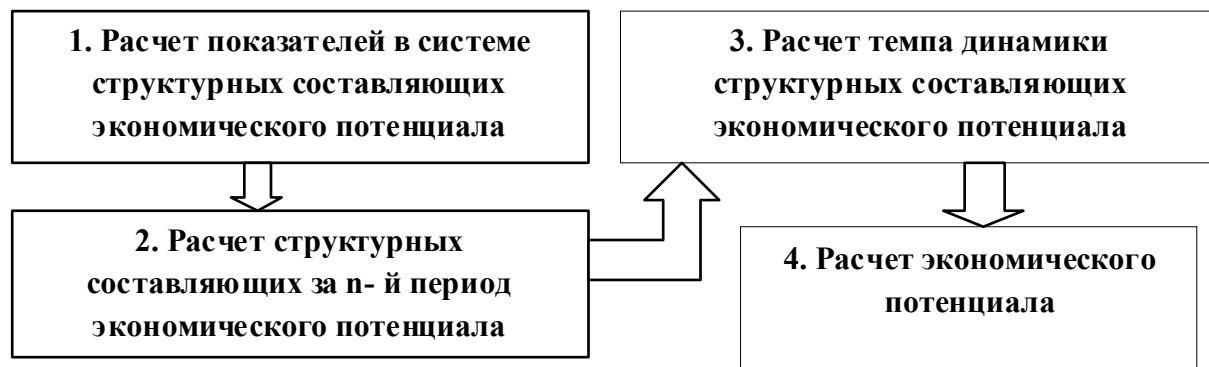 1. Расчет показателей в системе
структурных составляющих
экономического потенциала
2. Расчет структурных
составляющих за n- й период
экономического потенциала
3. Расчет темпа динамики
структурных составляющих
экономического потенциала
4. Расчет экономического
потенциала